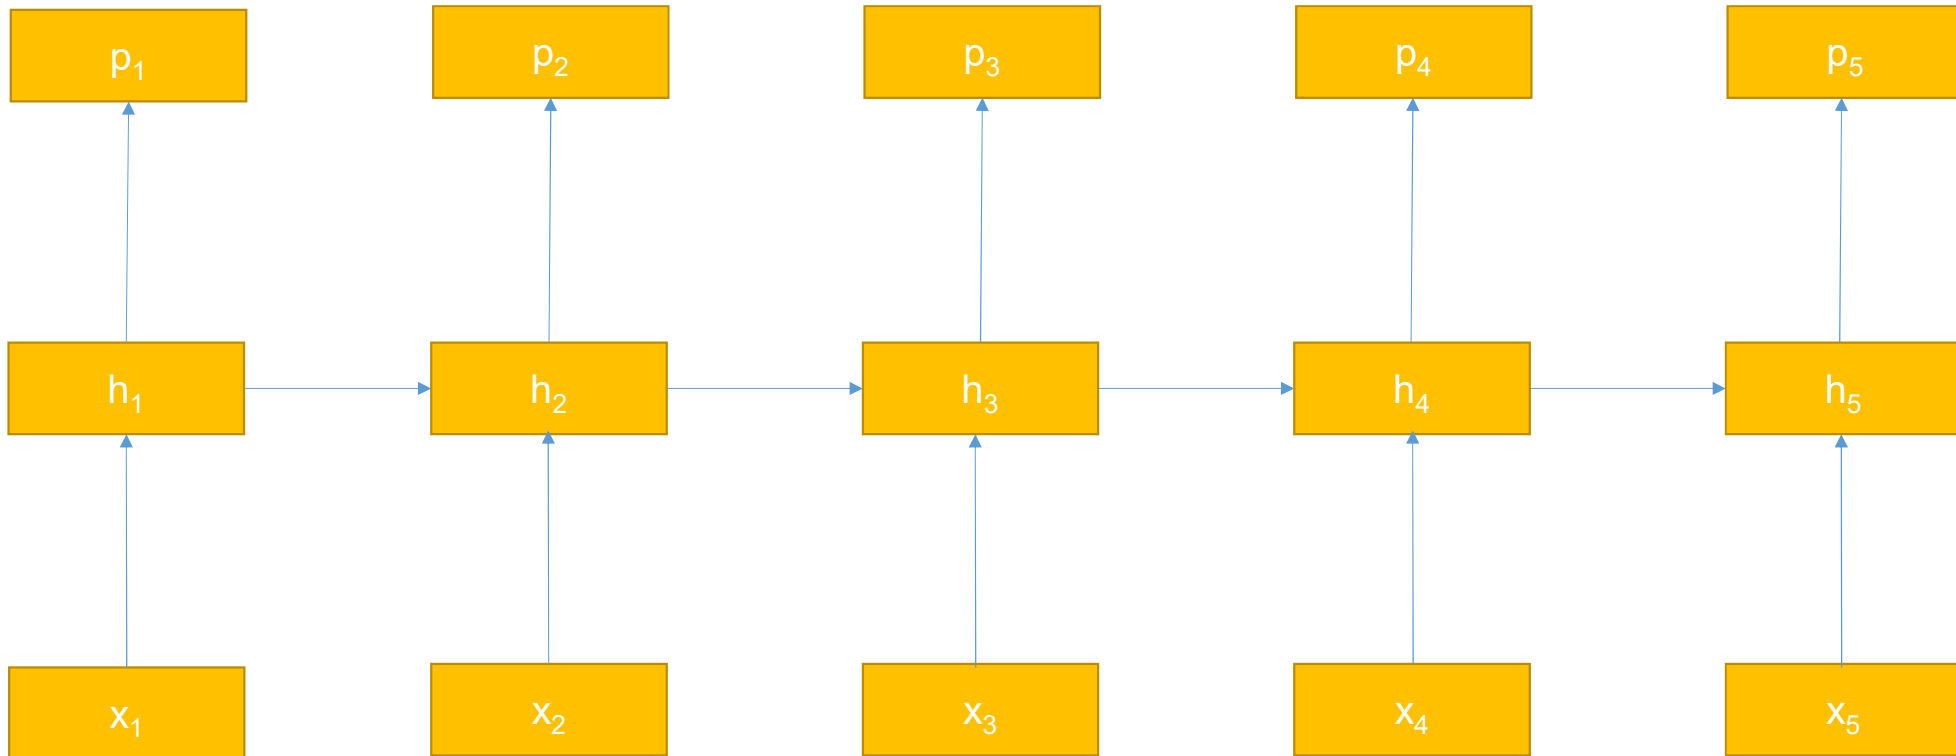 p₁ p₂ p₃ p₄ p₅
h₁ h₂ h₃ h₄ h₅
x₁ x₂ x₃ x₄ x₅